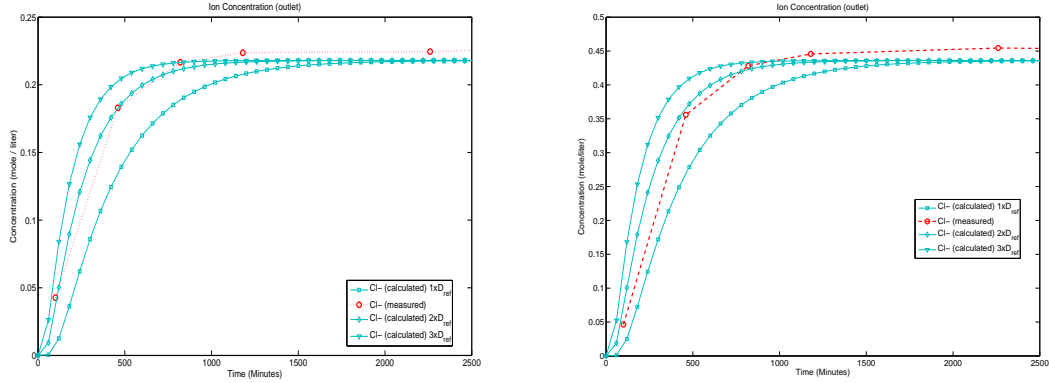 Ion Concentration (outlet)
0.25
0.2
0.15
0.1
0.05
0
0
500
1000
1500
2000
2500
Concentration (mole / liter)
Time (Minutes)
Cl− (calculated) 1xDref
Cl− (measured)
Cl− (calculated) 2xDref
Cl− (calculated) 3xDref
Ion Concentration (outlet)
0.5
0.45
0.4
0.35
0.3
0.25
0.2
0.15
0.1
0.05
0
0
500
1000
1500
2000
2500
Concentration (mole/liter)
Time (Minutes)
Cl− (calculated) 1xDref
Cl− (measured)
Cl− (calculated) 2xDref
Cl− (calculated) 3xDref